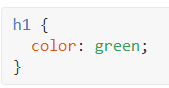 h1 {
  color: green;
}